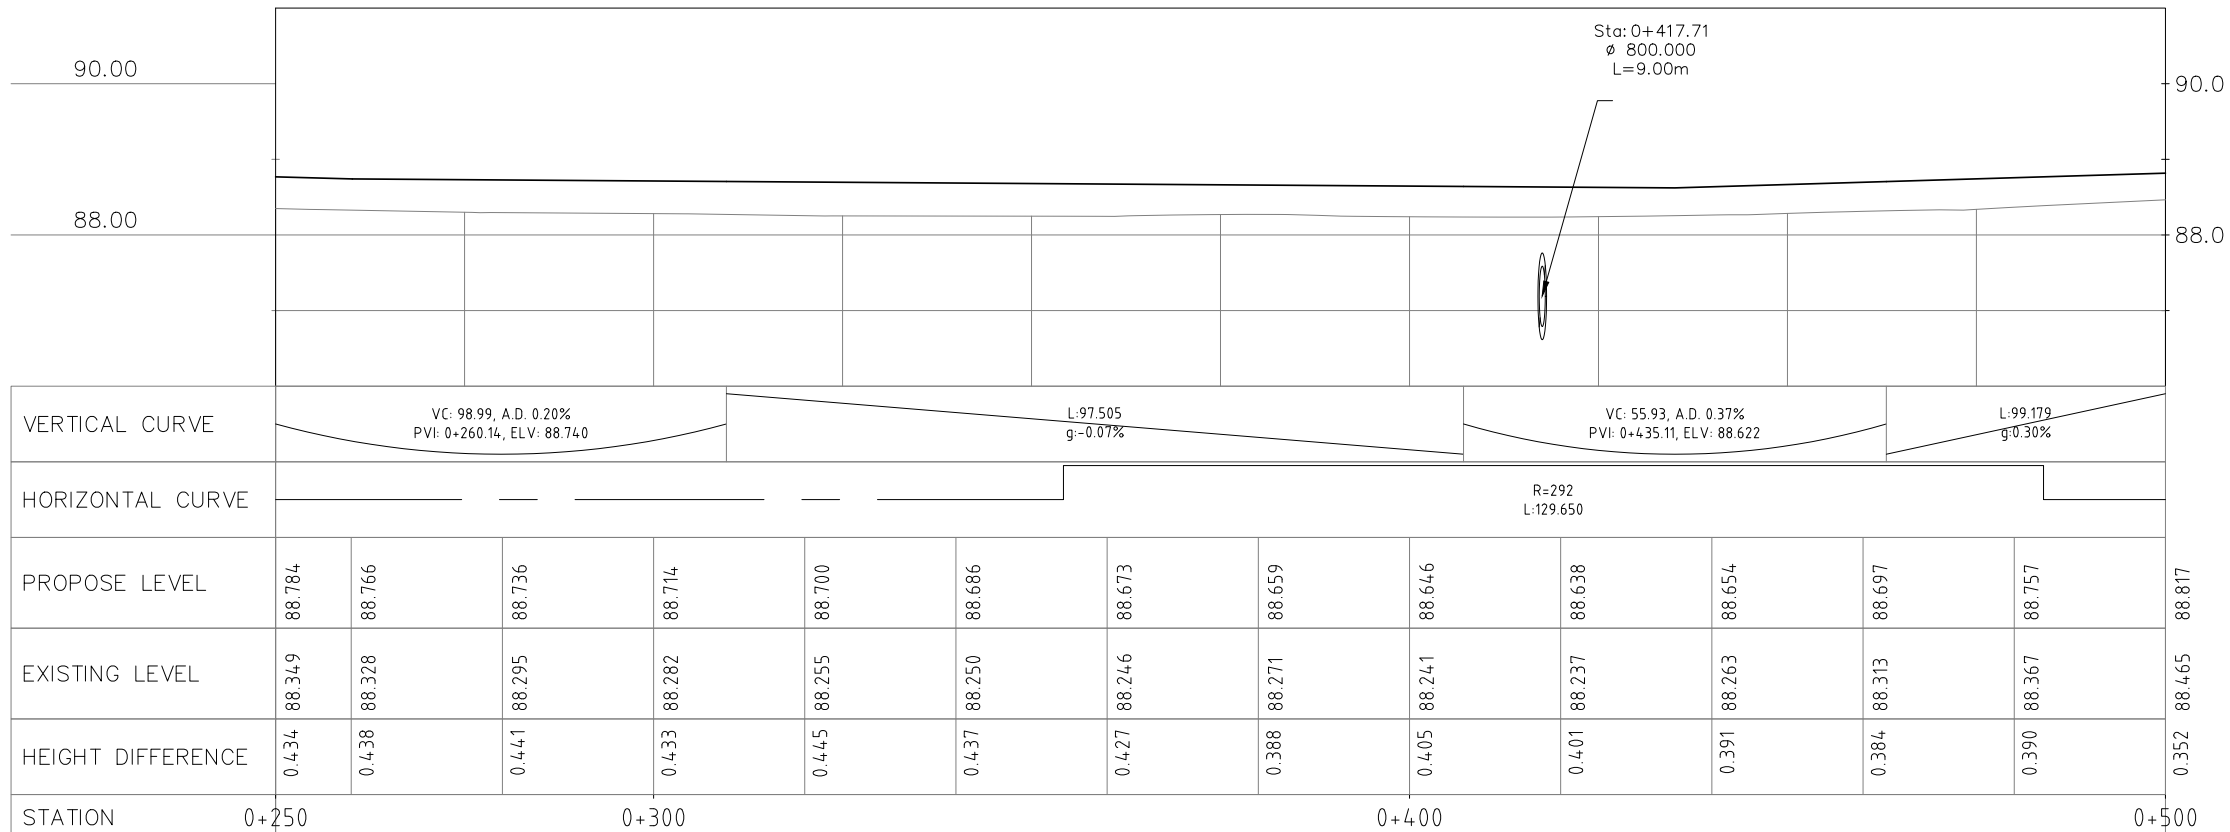 Sta: 0+417.71
ø 800.000
L=9.00m
90.00
90.0
88.00
88.0
VERTICAL CURVE
VC: 98.99, A.D. 0.20%
PVI: 0+260.14, ELV: 88.740
L:97.505
g:-0.07%
VC: 55.93, A.D. 0.37%
PVI: 0+435.11, ELV: 88.622
L:99.179
g:0.30%
HORIZONTAL CURVE
R=292
L:129.650
PROPOSE LEVEL
88.784
88.766
88.736
88.714
88.700
88.686
88.673
88.659
88.646
88.638
88.654
88.697
88.757
88.817
EXISTING LEVEL
88.349
88.328
88.295
88.282
88.255
88.250
88.246
88.271
88.241
88.237
88.263
88.313
88.367
88.465
HEIGHT DIFFERENCE
0.434
0.438
0.441
0.433
0.445
0.437
0.427
0.388
0.405
0.401
0.391
0.384
0.390
0.352
STATION
0+250
0+300
0+400
0+500